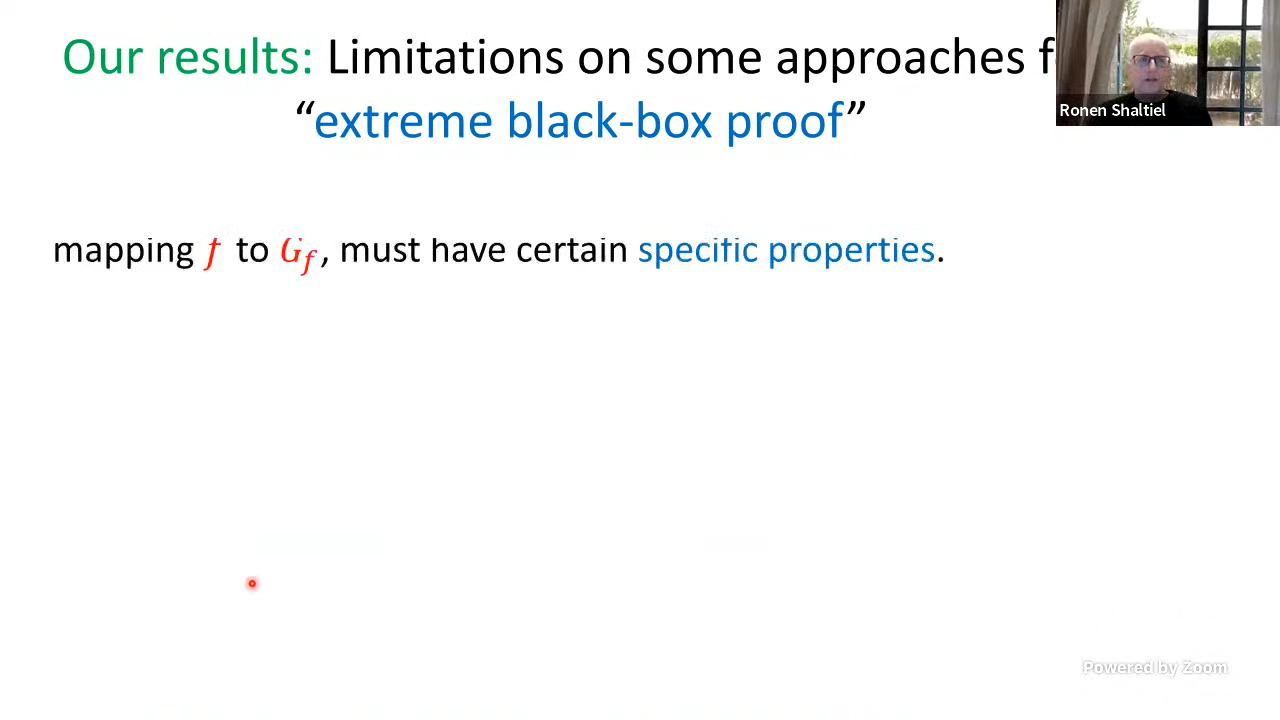 Our results: Limitations on some approaches
“extreme black-box proof”
Ronen Shaltiel
mapping f to G_f, must have certain specific properties.
Powered by Zoom